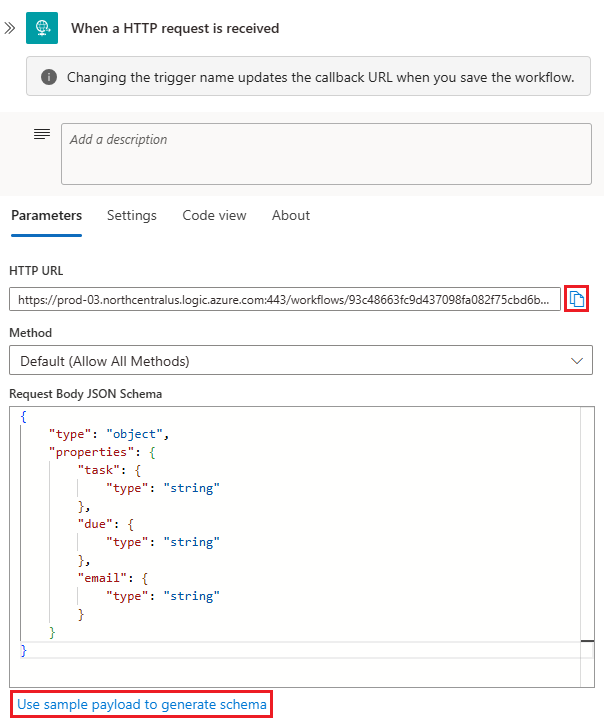 When a HTTP request is received
Changing the trigger name updates the callback URL when you save the workflow.
Add a description
Parameters Settings Code view About
HTTP URL
https://prod-03.northcentralus.logic.azure.com:443/workflows/93c48663fc9d437098fa082f75cbd6b...
Method
Default (Allow All Methods)
Request Body JSON Schema
{
"type": "object",
"properties": {
"task": {
"type": "string"
},
"due": {
"type": "string"
},
"email": {
"type": "string"
}
}
}
Use sample payload to generate schema